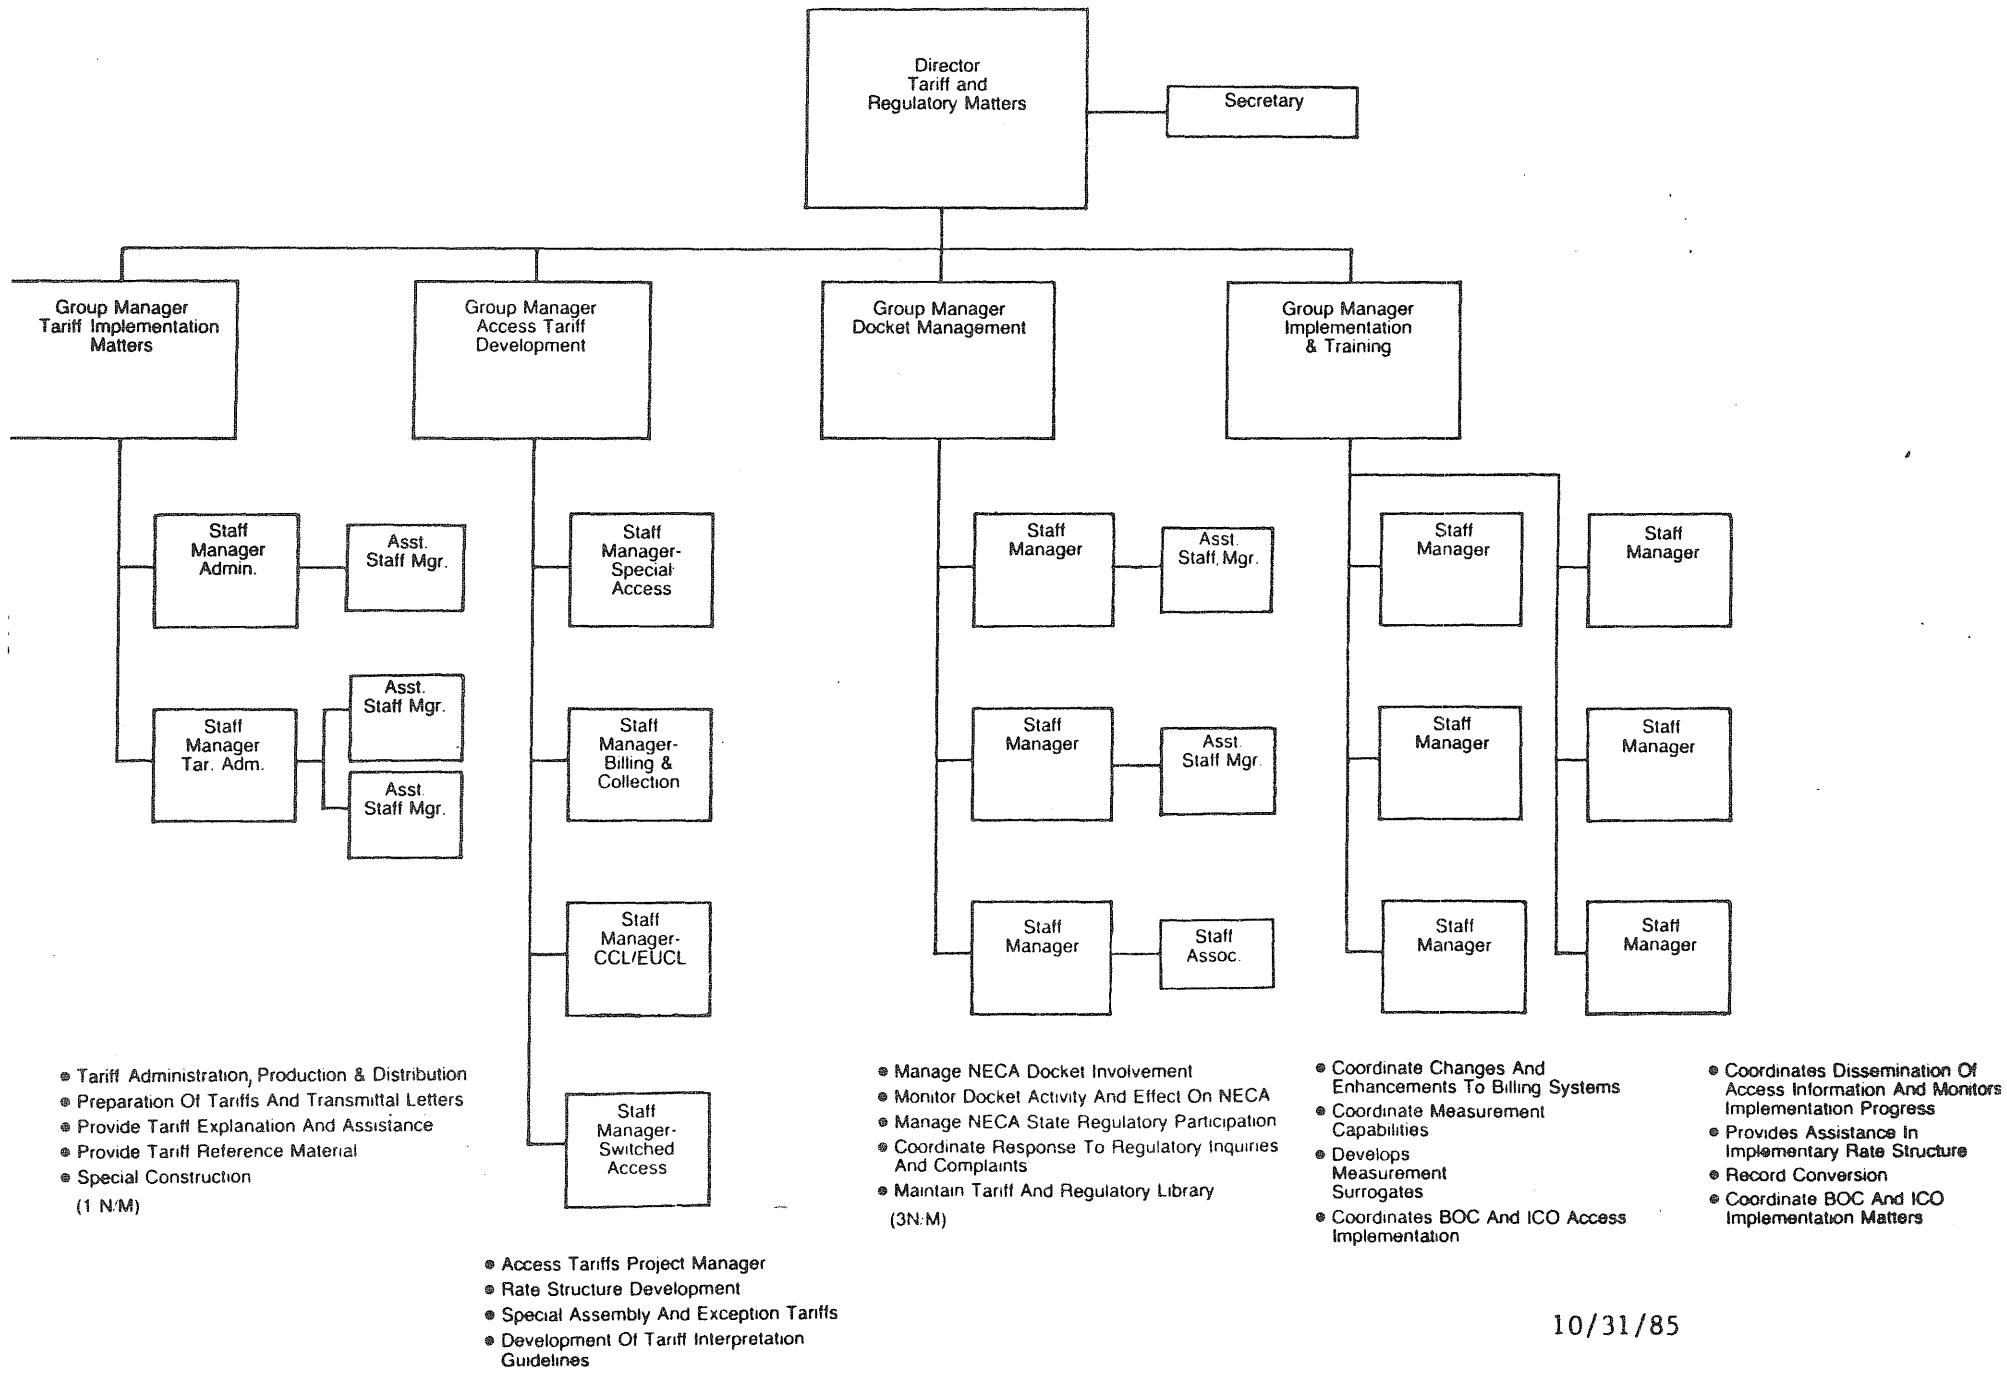 Director
Tariff and
Regulatory Matters
Secretary
Group Manager
Tariff Implementation
Matters
Group Manager
Access Tariff
Development
Group Manager
Docket Management
Group Manager
Implementation
& Training
Staff
Manager
Admin.
Asst.
Staff Mgr.
Staff
Manager
Tar. Adm.
Asst.
Staff Mgr.
Asst.
Staff Mgr.
Staff
Manager-
Special
Access
Staff
Manager-
Billing &
Collection
Staff
Manager-
CCL/EUCL
Staff
Manager-
Switched
Access
Staff
Manager
Asst.
Staff Mgr.
Staff
Manager
Asst.
Staff Mgr.
Staff
Manager
Staff
Assoc.
Staff
Manager
Staff
Manager
Staff
Manager
Staff
Manager
Staff
Manager
Staff
Manager
• Tariff Administration, Production & Distribution
• Preparation Of Tariffs And Transmittal Letters
• Provide Tariff Explanation And Assistance
• Provide Tariff Reference Material
• Special Construction
(1 N/M)
• Access Tariffs Project Manager
• Rate Structure Development
• Special Assembly And Exception Tariffs
• Development Of Tariff Interpretation
Guidelines
• Manage NECA Docket Involvement
• Monitor Docket Activity And Effect On NECA
• Manage NECA State Regulatory Participation
• Coordinate Response To Regulatory Inquiries
And Complaints
• Maintain Tariff And Regulatory Library
(3N/M)
• Coordinate Changes And
Enhancements To Billing Systems
• Coordinate Measurement
Capabilities
• Develops
Measurement
Surrogates
• Coordinates BOC And ICO Access
Implementation
• Coordinates Dissemination Of
Access Information And Monitors
Implementation Progress
• Provides Assistance In
Implementary Rate Structure
• Record Conversion
• Coordinate BOC And ICO
Implementation Matters
10/31/85